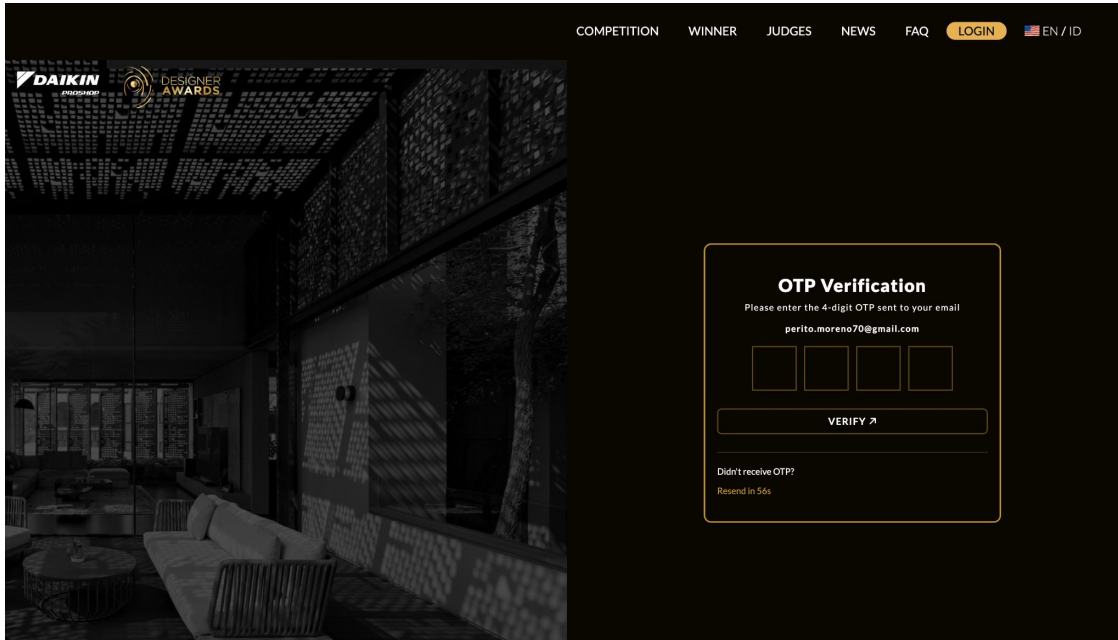 COMPETITION WINNER JUDGES NEWS FAQ LOGIN EN / ID
DAIKIN
PROSHOP
DESIGNER
AWARDS
OTP Verification
Please enter the 4-digit OTP sent to your email
perito.moreno70@gmail.com
VERIFY
Didn't receive OTP?
Resend in 56s